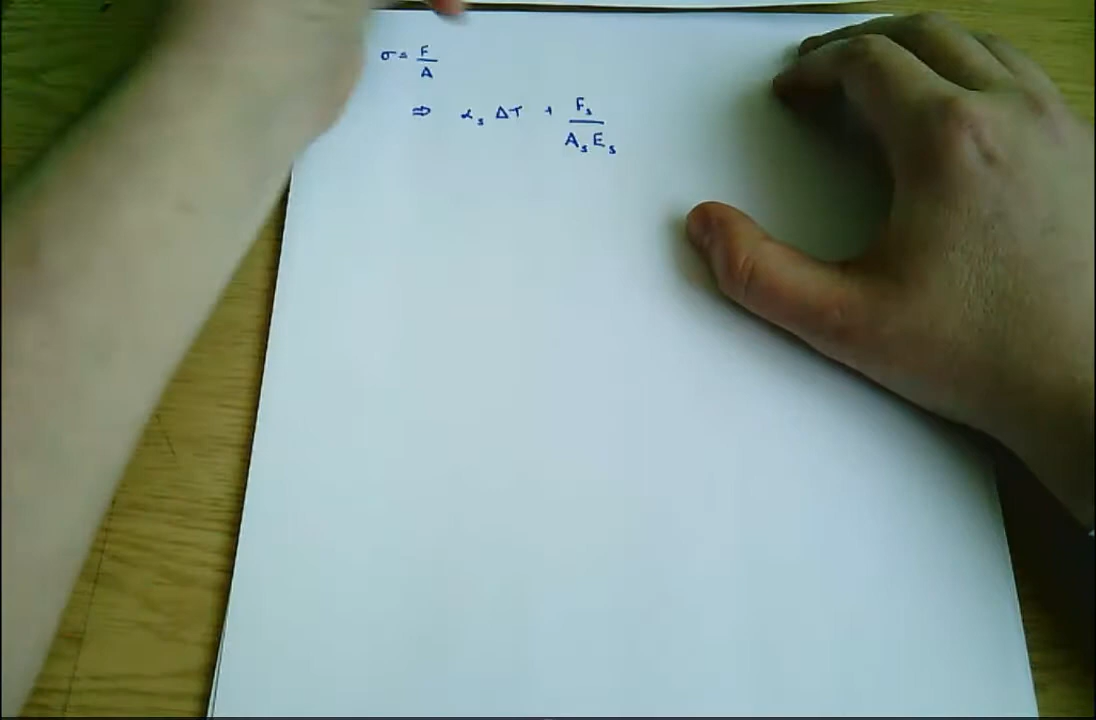 σ = F/A
⇒ α_s ΔT + F_s/(A_s E_s)